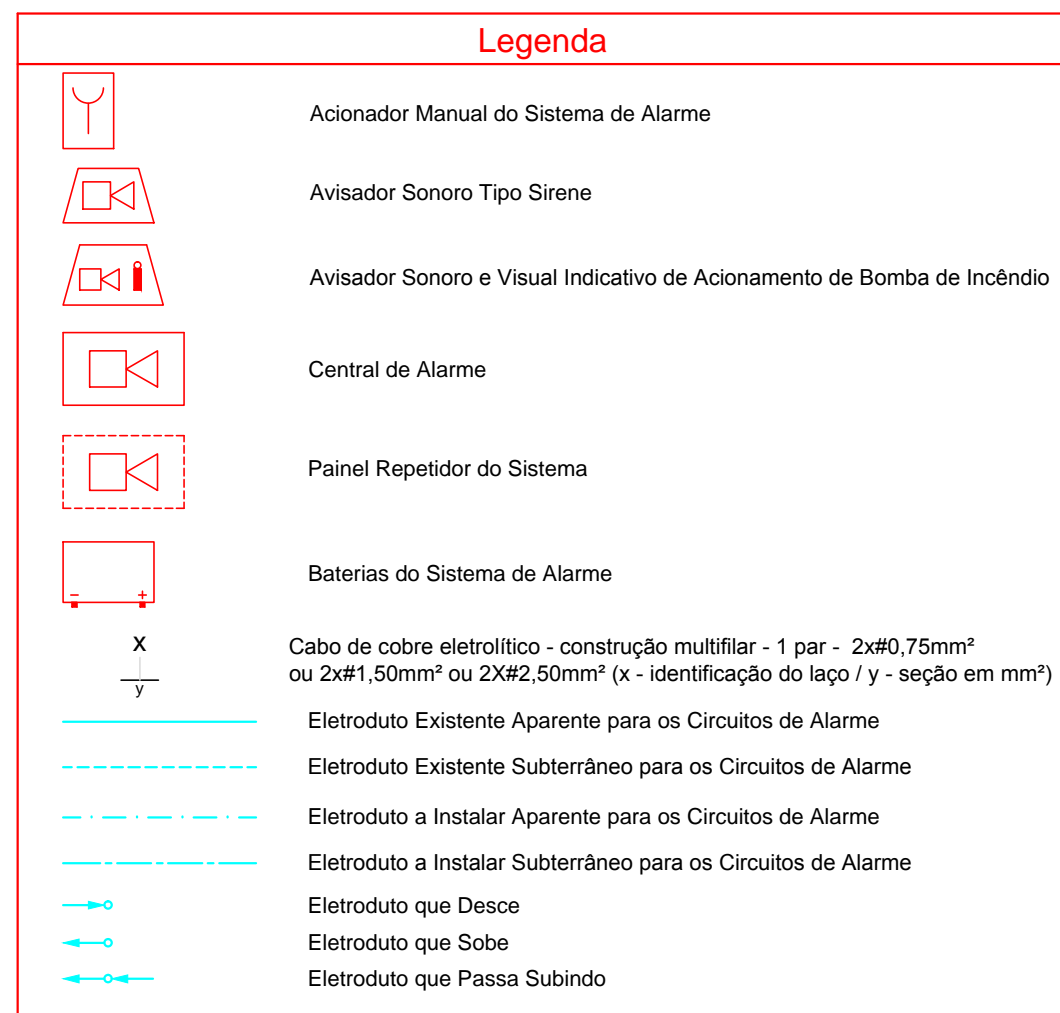 Legenda
Acionador Manual do Sistema de Alarme
Avisador Sonoro Tipo Sirene
Avisador Sonoro e Visual Indicativo de Acionamento de Bomba de Incêndio
Central de Alarme
Painel Repetidor do Sistema
- +
Baterias do Sistema de Alarme
X
y
Cabo de cobre eletrolítico - construção multifilar - 1 par - 2x#0,75mm²
ou 2x#1,50mm² ou 2X#2,50mm² (x - identificação do laço / y - seção em mm²)
Eletroduto Existente Aparente para os Circuitos de Alarme
Eletroduto Existente Subterrâneo para os Circuitos de Alarme
Eletroduto a Instalar Aparente para os Circuitos de Alarme
Eletroduto a Instalar Subterrâneo para os Circuitos de Alarme
Eletroduto que Desce
Eletroduto que Sobe
Eletroduto que Passa Subindo